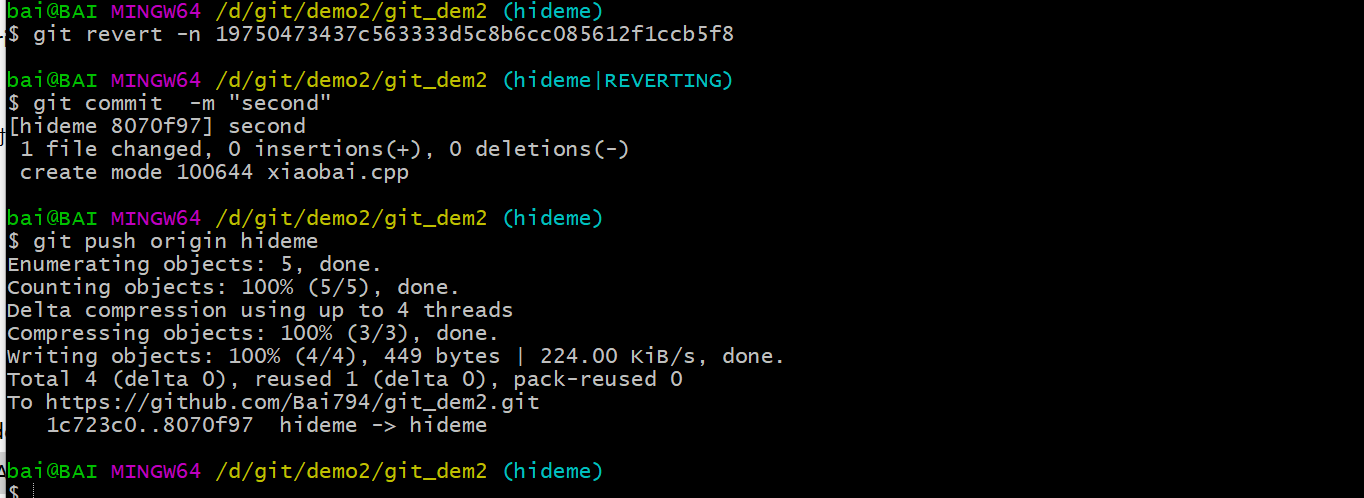 bai@BAI MINGW64 /d/git/demo2/git_dem2 (hideme)
$ git revert -n 19750473437c563333d5c8b6cc085612f1ccb5f8
bai@BAI MINGW64 /d/git/demo2/git_dem2 (hideme|REVERTING)
$ git commit  -m "second"
[hideme 8070f97] second
 1 file changed, 0 insertions(+), 0 deletions(-)
 create mode 100644 xiaobai.cpp
bai@BAI MINGW64 /d/git/demo2/git_dem2 (hideme)
$ git push origin hideme
Enumerating objects: 5, done.
Counting objects: 100% (5/5), done.
Delta compression using up to 4 threads
Compressing objects: 100% (3/3), done.
Writing objects: 100% (4/4), 449 bytes | 224.00 KiB/s, done.
Total 4 (delta 0), reused 1 (delta 0), pack-reused 0
To https://github.com/Bai794/git_dem2.git
   1c723c0..8070f97  hideme -> hideme
bai@BAI MINGW64 /d/git/demo2/git_dem2 (hideme)
$